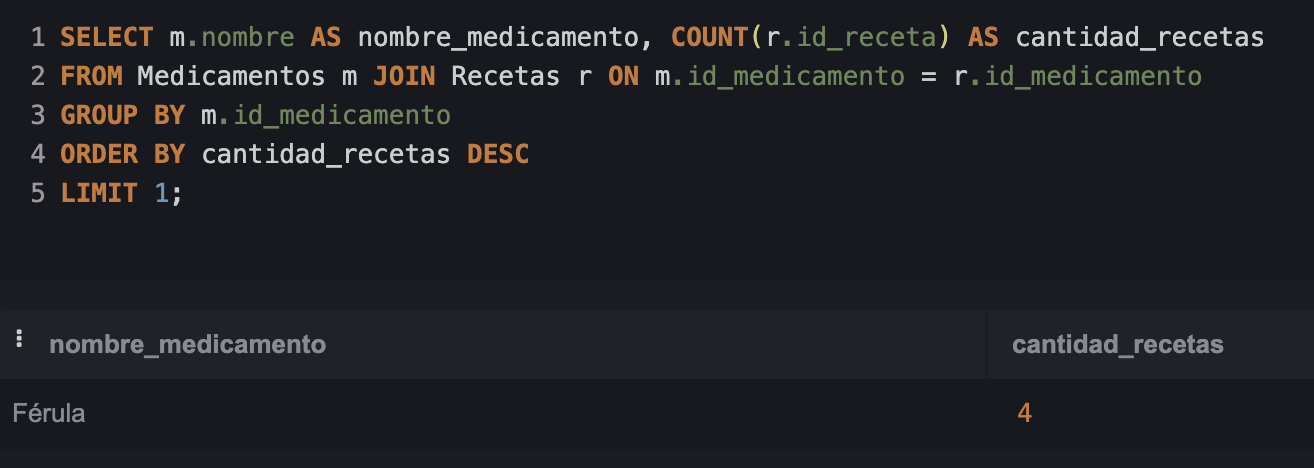 1 SELECT m.nombre AS nombre_medicamento, COUNT(r.id_receta) AS cantidad_recetas
2 FROM Medicamentos m JOIN Recetas r ON m.id_medicamento = r.id_medicamento
3 GROUP BY m.id_medicamento
4 ORDER BY cantidad_recetas DESC
5 LIMIT 1;
nombre_medicamento cantidad_recetas
Férula 4